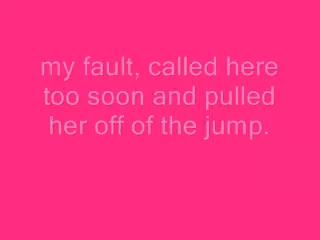 my fault, called here
too soon and pulled
her off of the jump.